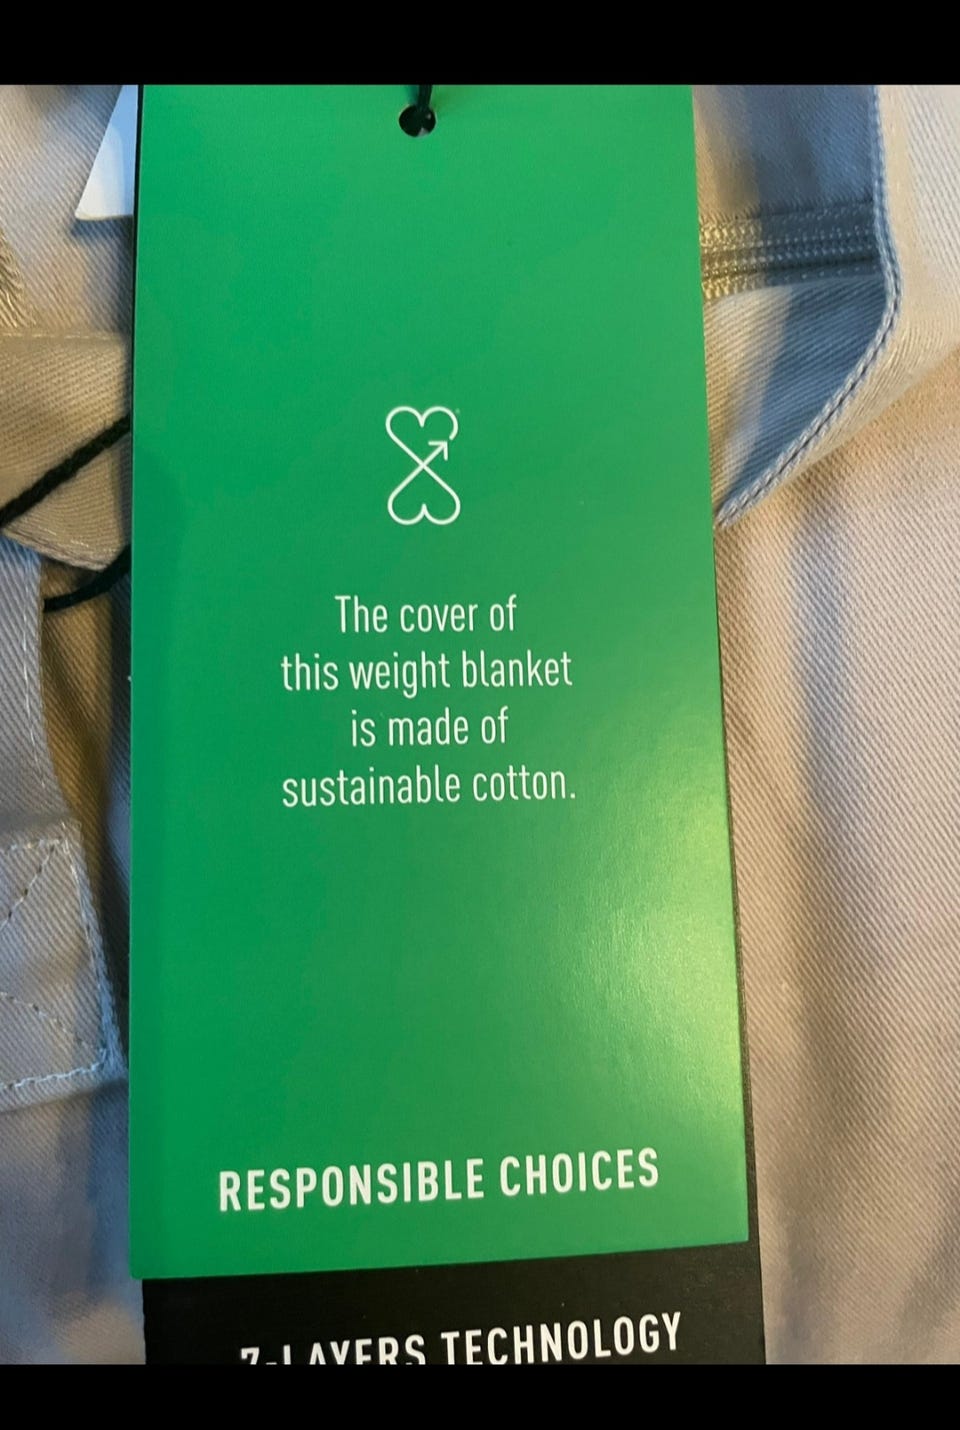 The cover of
this weight blanket
is made of
sustainable cotton.
RESPONSIBLE CHOICES
7-LAYERS TECHNOLOGY